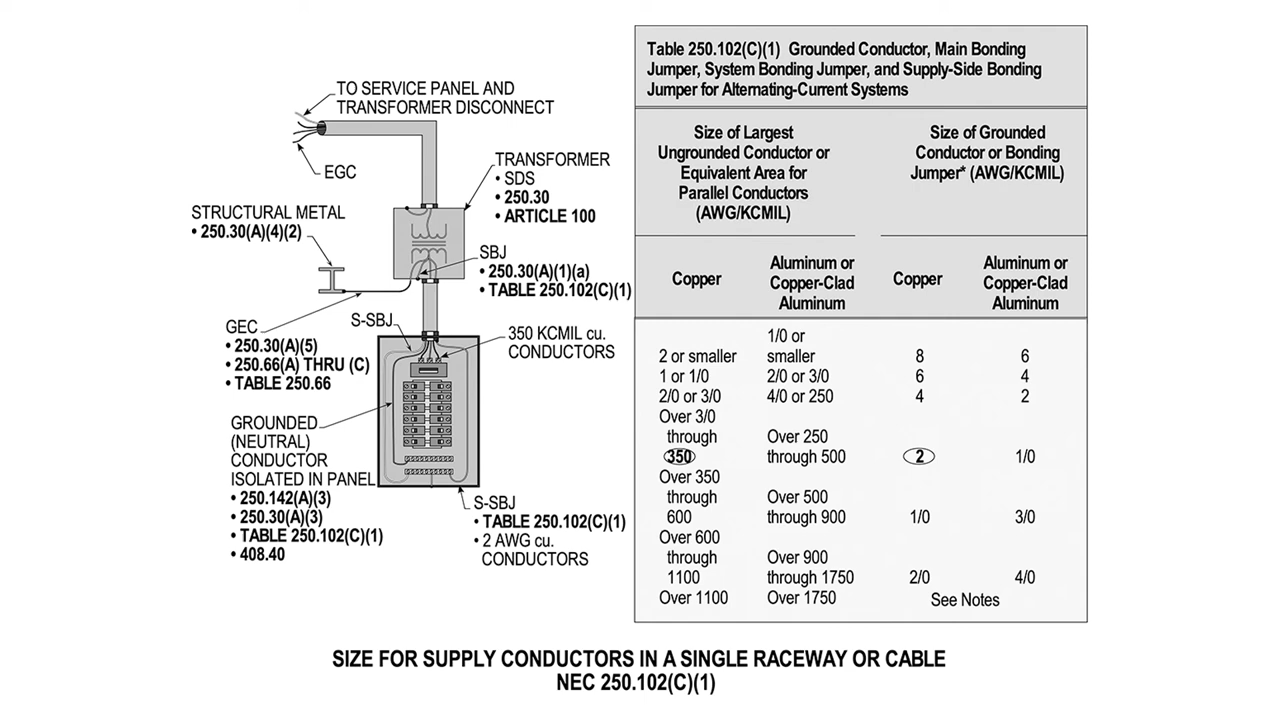 TO SERVICE PANEL AND
TRANSFORMER DISCONNECT
EGC
TRANSFORMER
• SDS
• 250.30
• ARTICLE 100
STRUCTURAL METAL
• 250.30(A)(4)(2)
SBJ
• 250.30(A)(1)(a)
• TABLE 250.102(C)(1)
S-SBJ
GEC
• 250.30(A)(5)
• 250.66(A) THRU (C)
• TABLE 250.66
350 KCMIL cu.
CONDUCTORS
GROUNDED
(NEUTRAL)
CONDUCTOR
ISOLATED IN PANEL
• 250.142(A)(3)
• 250.30(A)(3)
• TABLE 250.102(C)(1)
• 408.40
S-SBJ
• TABLE 250.102(C)(1)
• 2 AWG cu.
CONDUCTORS
Table 250.102(C)(1) Grounded Conductor, Main Bonding
Jumper, System Bonding Jumper, and Supply-Side Bonding
Jumper for Alternating-Current Systems
Size of Largest
Ungrounded Conductor or
Equivalent Area for
Parallel Conductors
(AWG/KCMIL)
Size of Grounded
Conductor or Bonding
Jumper* (AWG/KCMIL)
Copper
Aluminum or
Copper-Clad
Aluminum
Copper
Aluminum or
Copper-Clad
Aluminum
1/0 or
2 or smaller smaller 8 6
1 or 1/0 2/0 or 3/0 6 4
2/0 or 3/0 4/0 or 250 4 2
Over 3/0
through Over 250
350 through 500 2 1/0
Over 350
through Over 500
600 through 900 1/0 3/0
Over 600
through Over 900
1100 through 1750 2/0 4/0
Over 1100 Over 1750 See Notes
SIZE FOR SUPPLY CONDUCTORS IN A SINGLE RACEWAY OR CABLE
NEC 250.102(C)(1)